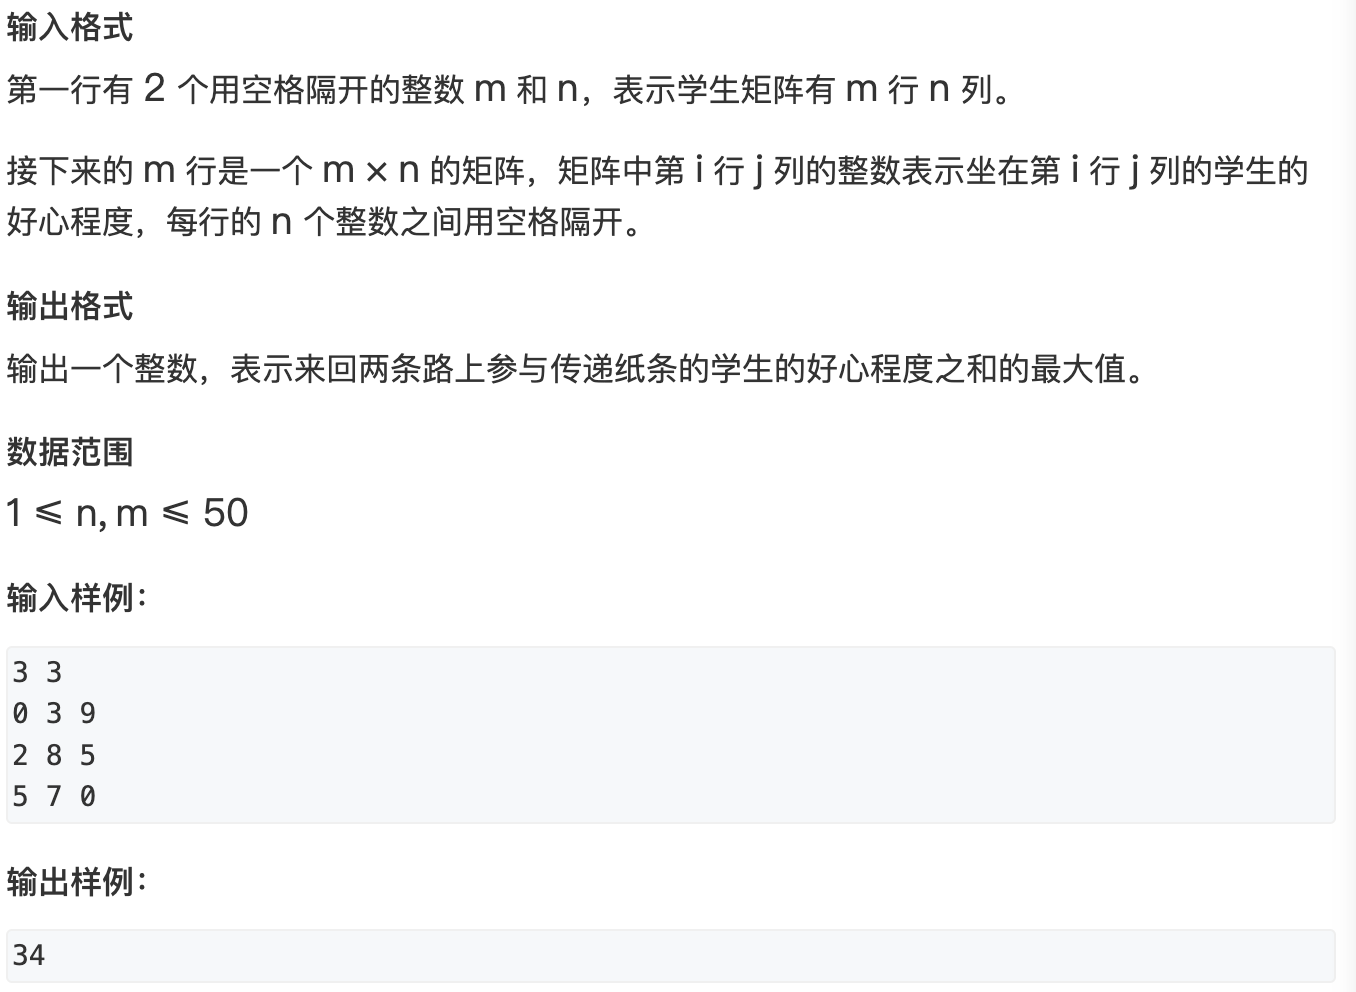 输入格式
第一行有 2 个用空格隔开的整数 m 和 n，表示学生矩阵有 m 行 n 列。
接下来的 m 行是一个 m × n 的矩阵，矩阵中第 i 行 j 列的整数表示坐在第 i 行 j 列的学生的
好心程度，每行的 n 个整数之间用空格隔开。
输出格式
输出一个整数，表示来回两条路上参与传递纸条的学生的好心程度之和的最大值。
数据范围
1 ⩽ n, m ⩽ 50
输入样例：
3 3
0 3 9
2 8 5
5 7 0
输出样例：
34